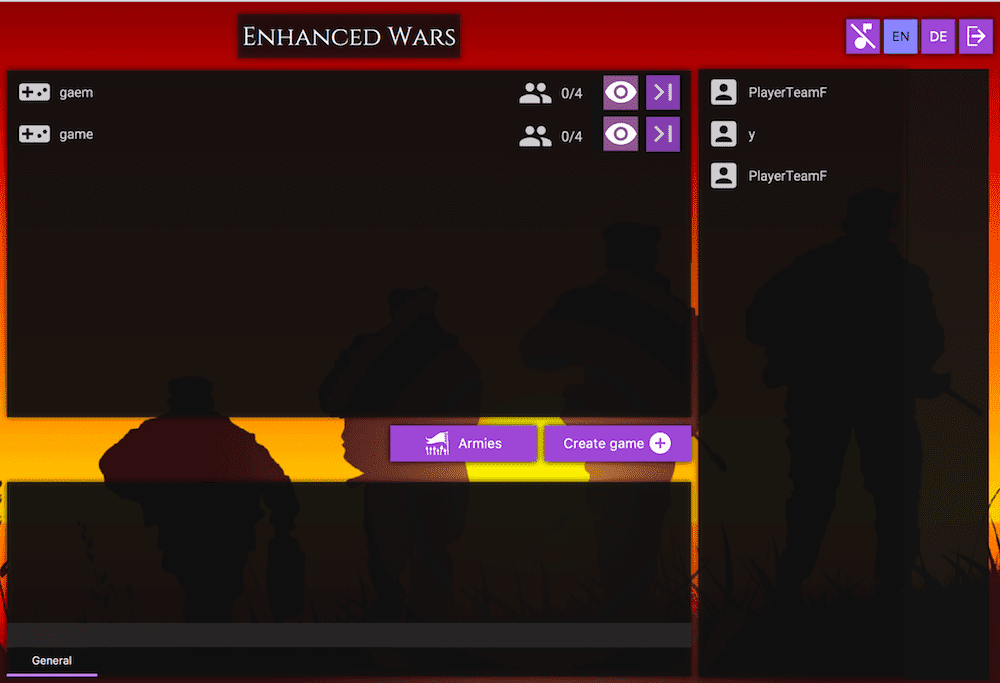 ENHANCED WARS
EN
DE
gaem
0/4
game
0/4
PlayerTeamF
y
PlayerTeamF
Armies
Create game
General